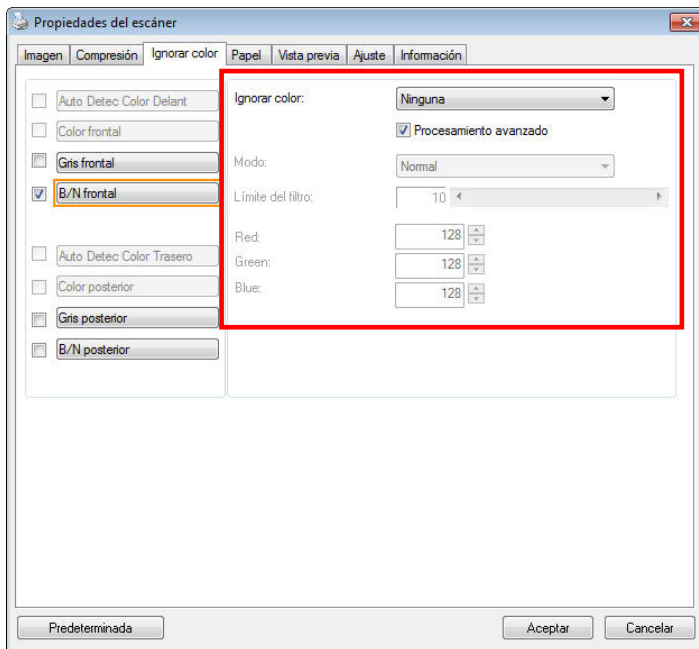 Propiedades del escáner
Imagen Compresión Ignorar color Papel Vista previa Ajuste Información
Auto Detec Color Delant
Color frontal
Gris frontal
B/N frontal
Auto Detec Color Trasero
Color posterior
Gris posterior
B/N posterior
Ignorar color: Ninguna
Procesamiento avanzado
Modo: Normal
Límite del filtro: 10
Red: 128
Green: 128
Blue: 128
Predeterminada Aceptar Cancelar